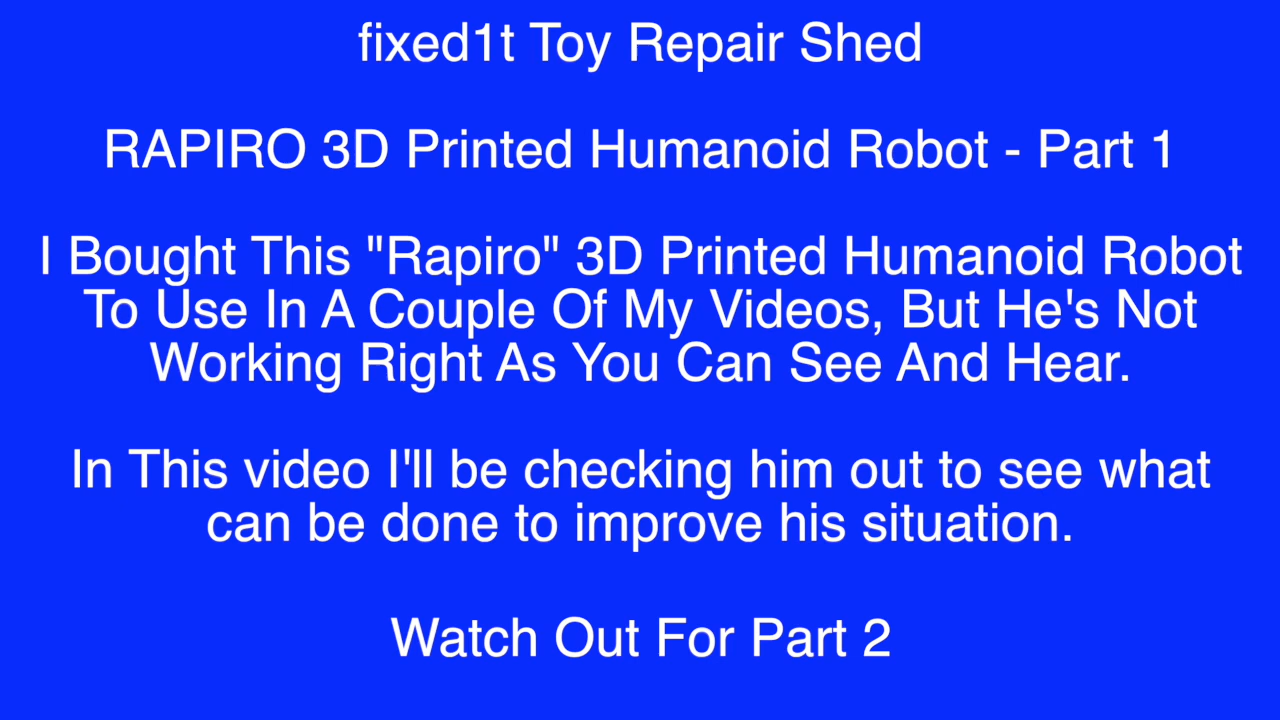 fixed1t Toy Repair Shed
RAPIRO 3D Printed Humanoid Robot - Part 1
I Bought This "Rapiro" 3D Printed Humanoid Robot
To Use In A Couple Of My Videos, But He's Not
Working Right As You Can See And Hear.
In This video I'll be checking him out to see what
can be done to improve his situation.
Watch Out For Part 2